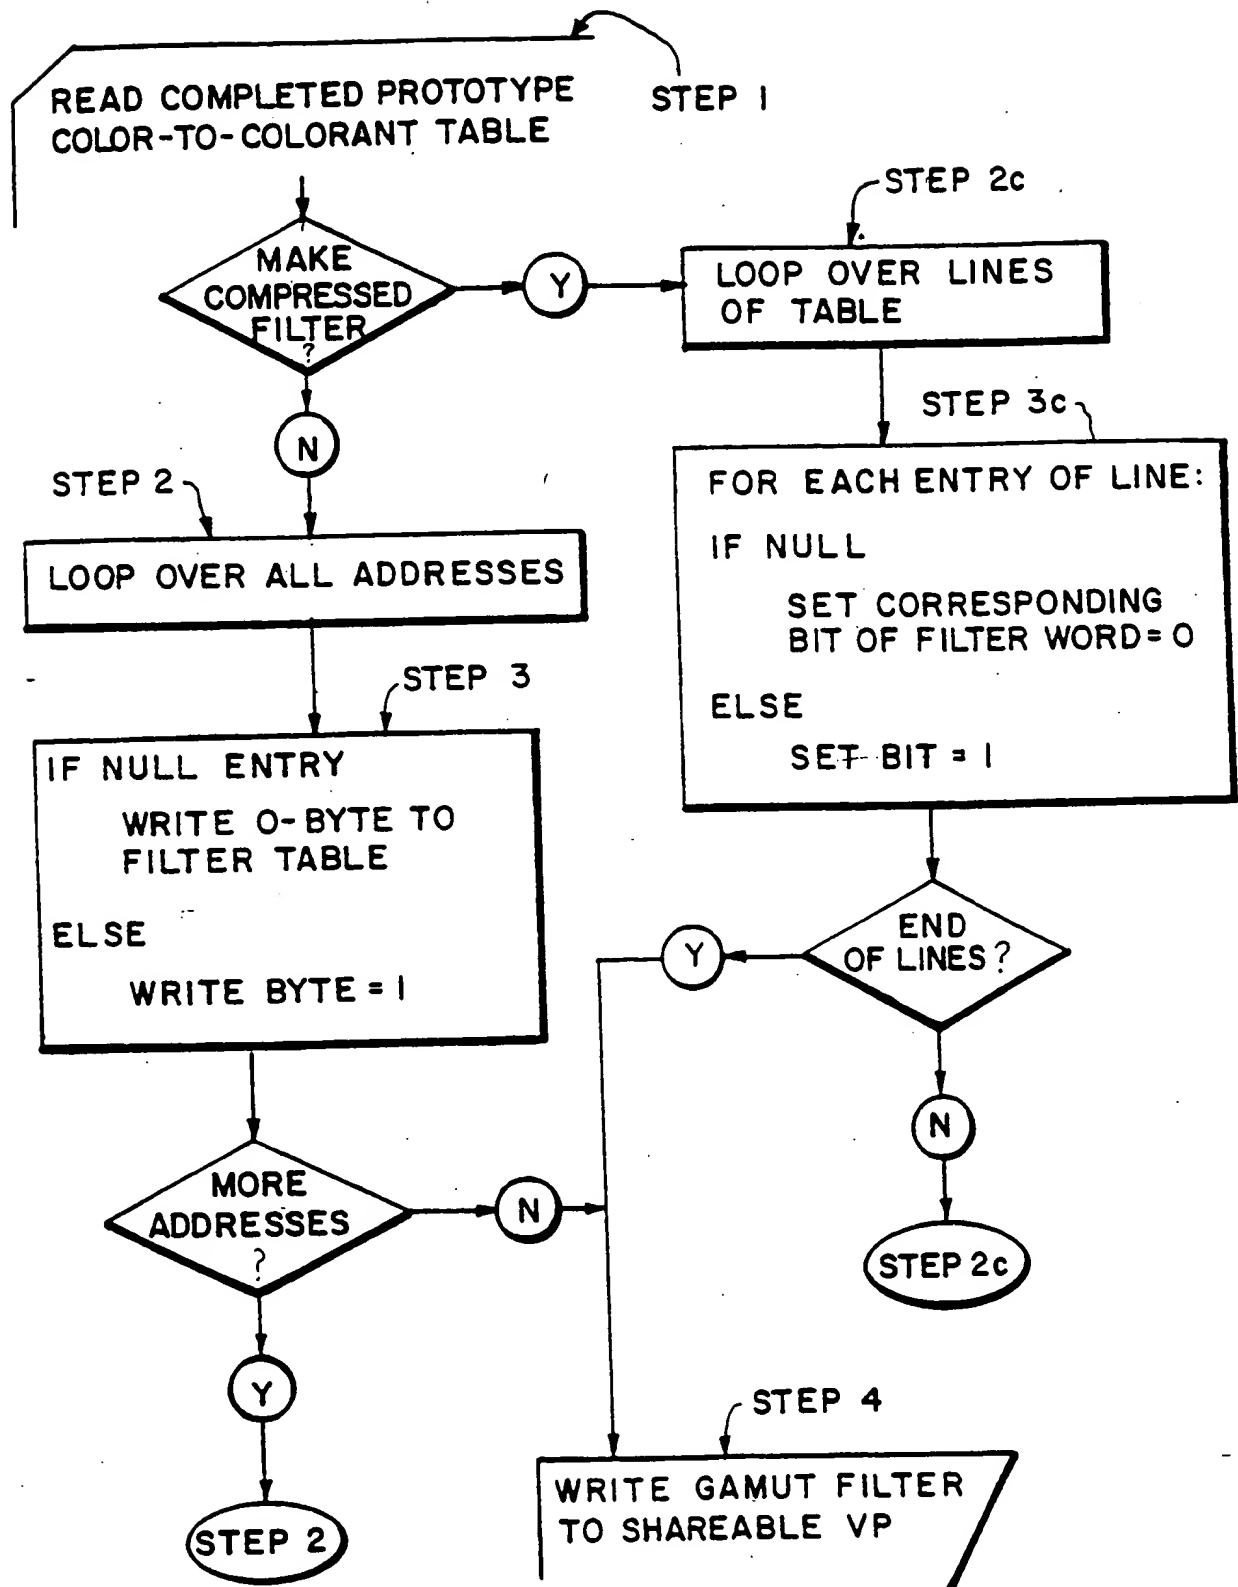 STEP 1
READ COMPLETED PROTOTYPE
COLOR-TO-COLORANT TABLE
MAKE
COMPRESSED
FILTER
?
Y
N
STEP 2c
LOOP OVER LINES
OF TABLE
STEP 3c
FOR EACH ENTRY OF LINE:
IF NULL
SET CORRESPONDING
BIT OF FILTER WORD=0
ELSE
SET BIT = 1
END
OF LINES?
Y
N
STEP 2c
STEP 2
LOOP OVER ALL ADDRESSES
STEP 3
IF NULL ENTRY
WRITE 0-BYTE TO
FILTER TABLE
ELSE
WRITE BYTE = 1
MORE
ADDRESSES
?
N
Y
STEP 2
STEP 4
WRITE GAMUT FILTER
TO SHAREABLE VP